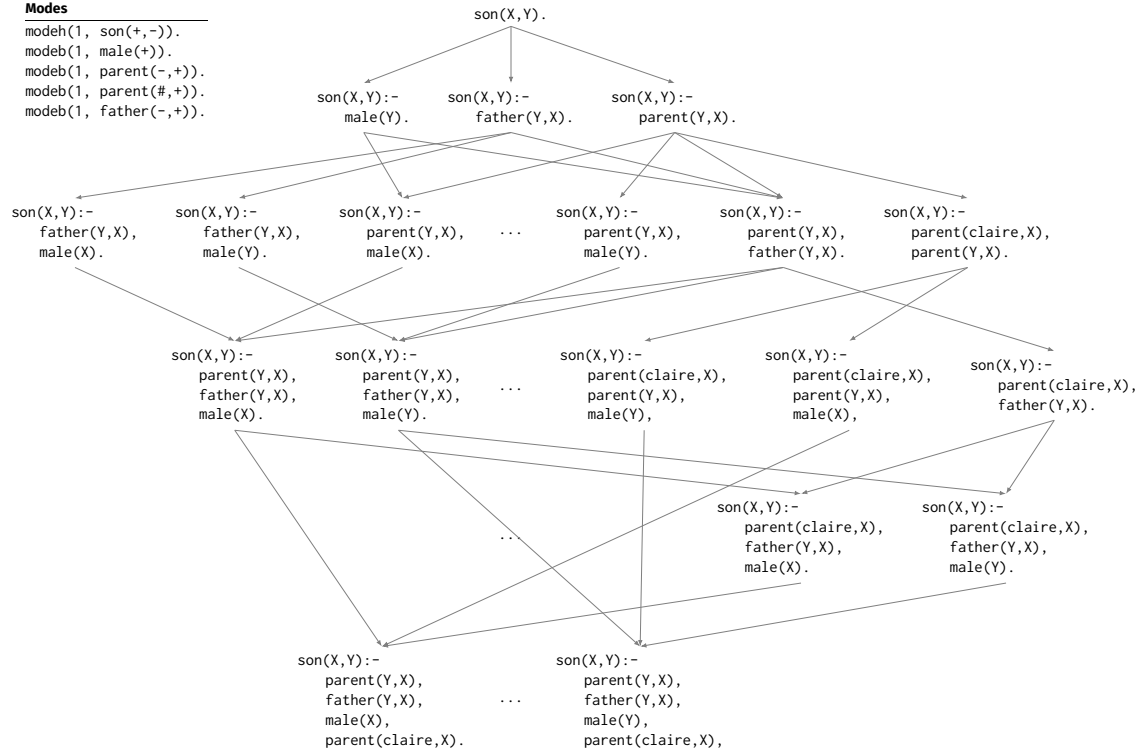 Modes
modeh(1, son(+,-)).
modeb(1, male(+)).
modeb(1, parent(-,+)).
modeb(1, parent(#,+)).
modeb(1, father(-,+)).
son(X,Y).
son(X,Y):-
male(Y).
son(X,Y):-
father(Y,X).
son(X,Y):-
parent(Y,X).
son(X,Y):-
father(Y,X),
male(X).
son(X,Y):-
father(Y,X),
male(Y).
son(X,Y):-
parent(Y,X),
male(X).
...
son(X,Y):-
parent(Y,X),
male(Y).
son(X,Y):-
parent(Y,X),
father(Y,X).
son(X,Y):-
parent(claire,X),
parent(Y,X).
son(X,Y):-
parent(Y,X),
father(Y,X),
male(X).
son(X,Y):-
parent(Y,X),
father(Y,X),
male(Y).
...
son(X,Y):-
parent(claire,X),
parent(Y,X),
male(Y),
son(X,Y):-
parent(claire,X),
parent(Y,X),
male(X),
son(X,Y):-
parent(claire,X),
father(Y,X).
...
son(X,Y):-
parent(claire,X),
father(Y,X),
male(X).
son(X,Y):-
parent(claire,X),
father(Y,X),
male(Y).
son(X,Y):-
parent(Y,X),
father(Y,X),
male(X),
parent(claire,X).
...
son(X,Y):-
parent(Y,X),
father(Y,X),
male(Y),
parent(claire,X),